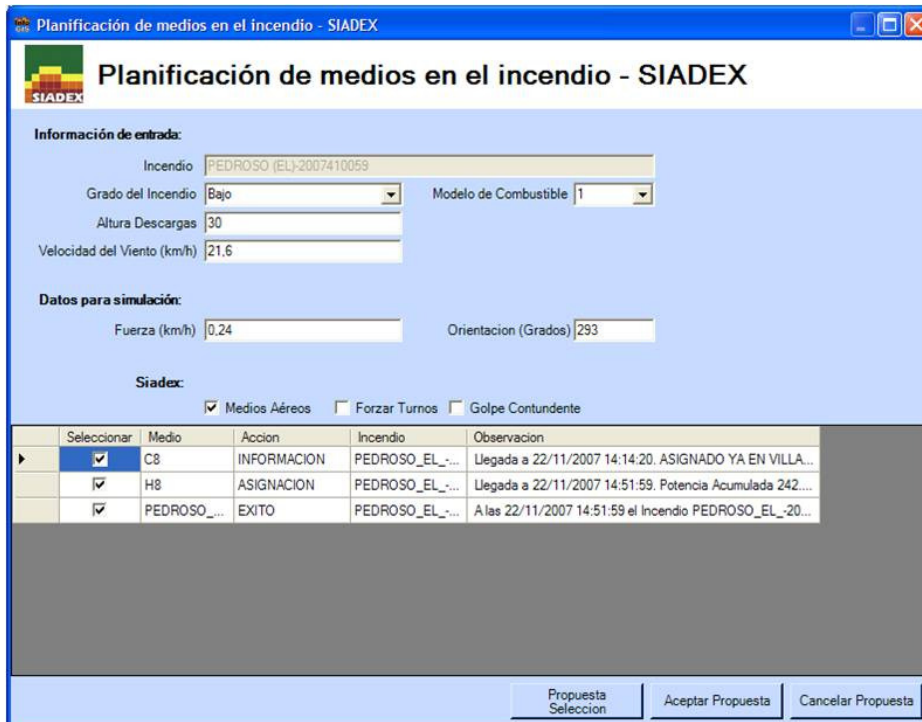 Planificación de medios en el incendio - SIADEX
SIADEX
Planificación de medios en el incendio - SIADEX
Información de entrada:
Incendio PEDROSO (EL)-2007410059
Grado del Incendio Bajo Modelo de Combustible 1
Altura Descargas 30
Velocidad del Viento (km/h) 21,6
Datos para simulación:
Fuerza (km/h) 0,24 Orientacion (Grados) 293
Siadex:
Medios Aéreos Forzar Turnos Golpe Contundente
Seleccionar Medio Accion Incendio Observacion
C8 INFORMACION PEDROSO_EL_-... Llegada a 22/11/2007 14:14:20. ASIGNADO YA EN VILLA...
H8 ASIGNACION PEDROSO_EL_-... Llegada a 22/11/2007 14:51:59. Potencia Acumulada 242....
PEDROSO_... EXITO PEDROSO_EL_-... A las 22/11/2007 14:51:59 el Incendio PEDROSO_EL_-20...
Propuesta Seleccion Aceptar Propuesta Cancelar Propuesta